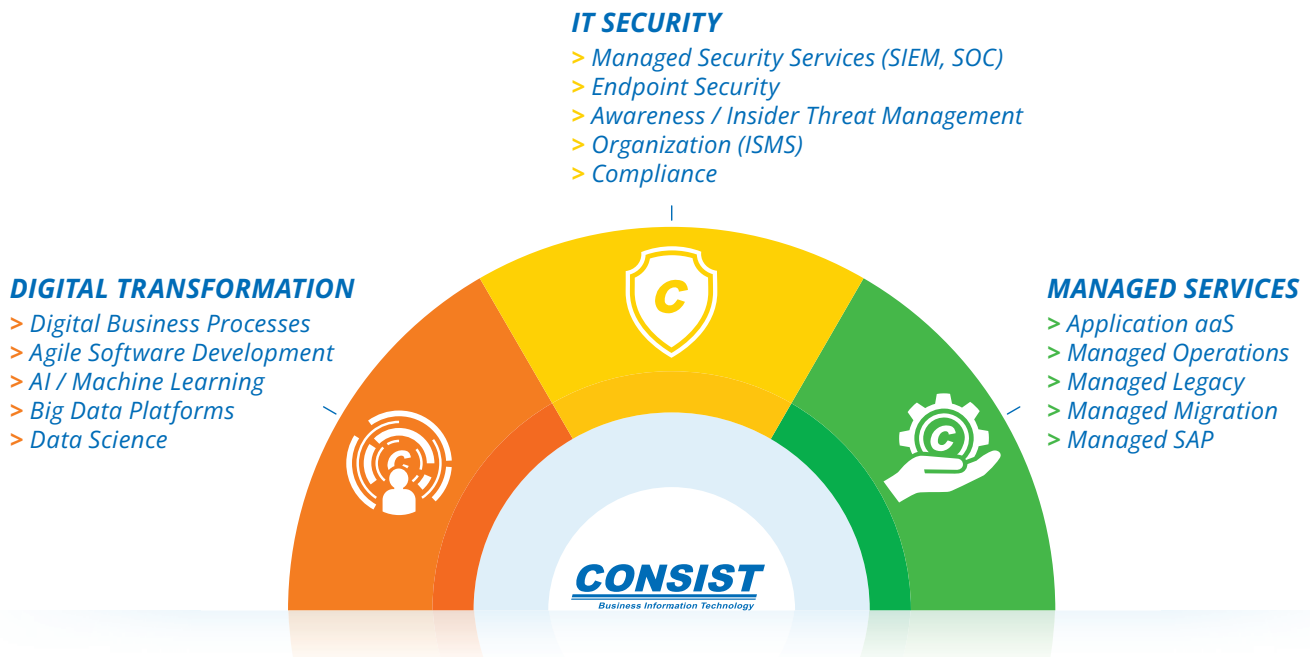 IT SECURITY
> Managed Security Services (SIEM, SOC)
> Endpoint Security
> Awareness / Insider Threat Management
> Organization (ISMS)
> Compliance
DIGITAL TRANSFORMATION
> Digital Business Processes
> Agile Software Development
> AI / Machine Learning
> Big Data Platforms
> Data Science
MANAGED SERVICES
> Application aaS
> Managed Operations
> Managed Legacy
> Managed Migration
> Managed SAP
C
C
C
CONSIST
Business Information Technology